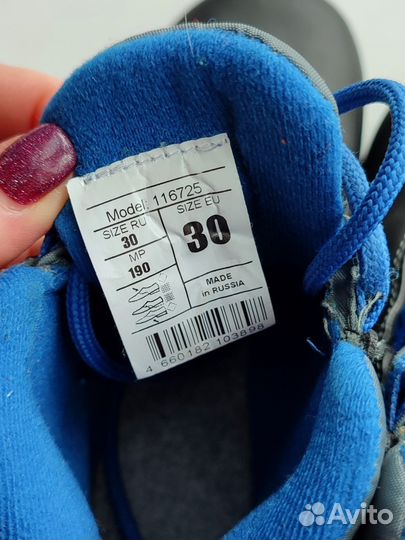 Model: 116725
SIZE RU
30
MP
190
SIZE EU
30
MADE
in RUSSIA
4 660182 103898
Avito